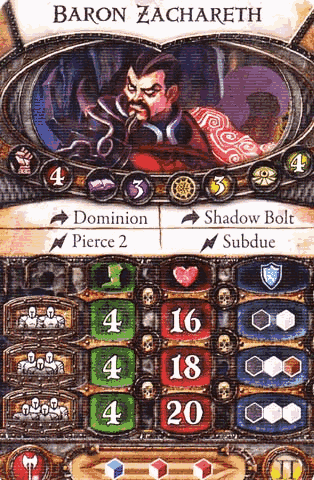 BARON ZACHARETH
4 3 3 4
Dominion Shadow Bolt
Pierce 2 Subdue
4 16
4 18
4 20
II